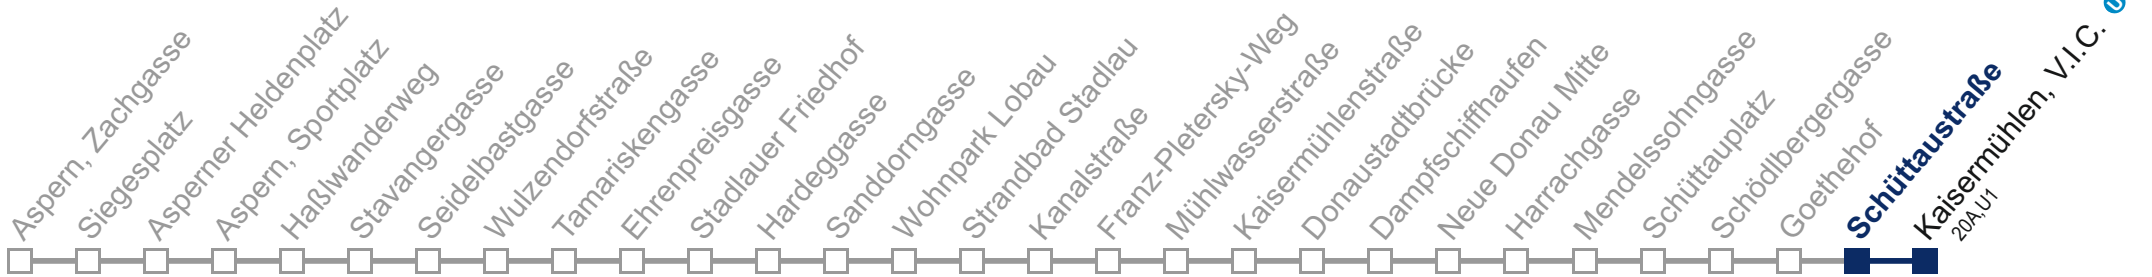 Aspern, Zachgasse
Siegesplatz
Asperner Heldenplatz
Aspern, Sportplatz
Haßlwanderweg
Stavangergasse
Seidelbastgasse
Wulzendorfstraße
Tamariskengasse
Ehrenpreisgasse
Stadlauer Friedhof
Hardeggasse
Sanddorngasse
Wohnpark Lobau
Strandbad Stadlau
Kanalstraße
Franz-Pletersky-Weg
Mühlwasserstraße
Kaisermühlenstraße
Donaustadtbrücke
Dampfschiffhaufen
Neue Donau Mitte
Harrachgasse
Mendelssohngasse
Schüttauplatz
Schödlbergergasse
Goethehof
Schüttaustraße
Kaisermühlen, V.I.C. U
20A,U1